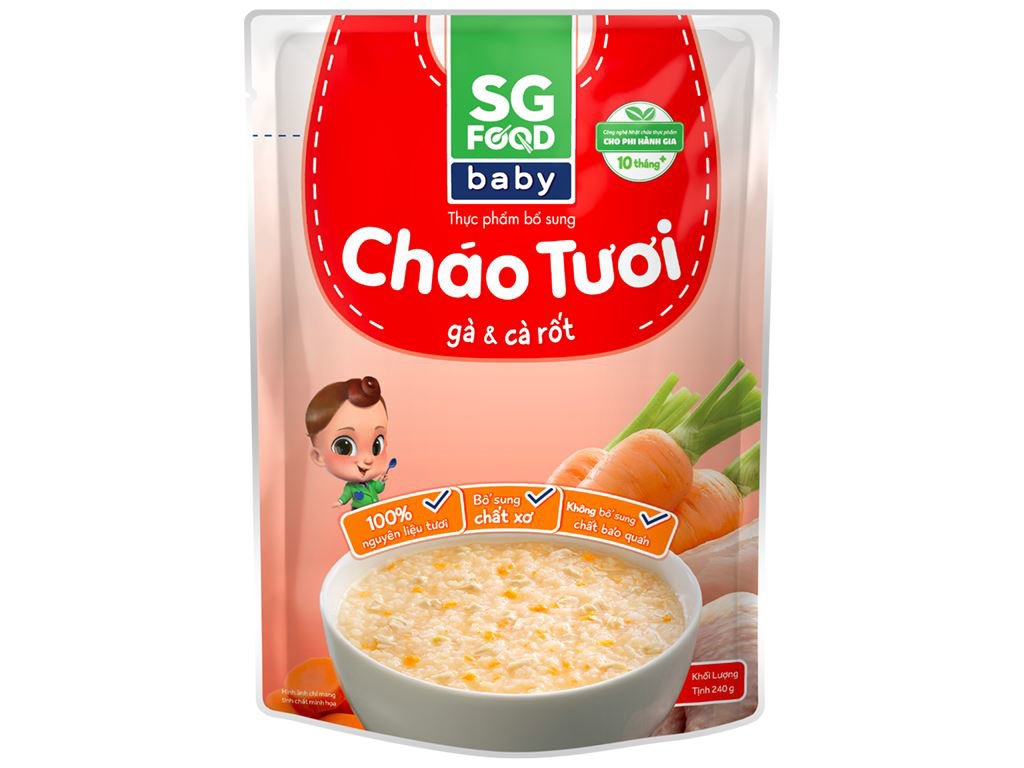 SG
FOOD
baby
Công nghệ Nhật cháo thực phẩm
CHO PHI HÀNH GIA
10 tháng+
Thực phẩm bổ sung
Cháo Tươi
gà & cà rốt
100%
nguyên liệu tươi
Bổ sung
chất xơ
Không bổ sung
chất bảo quản
Khối Lượng
Tịnh 240 g
Hình ảnh chỉ mang
tính chất minh họa